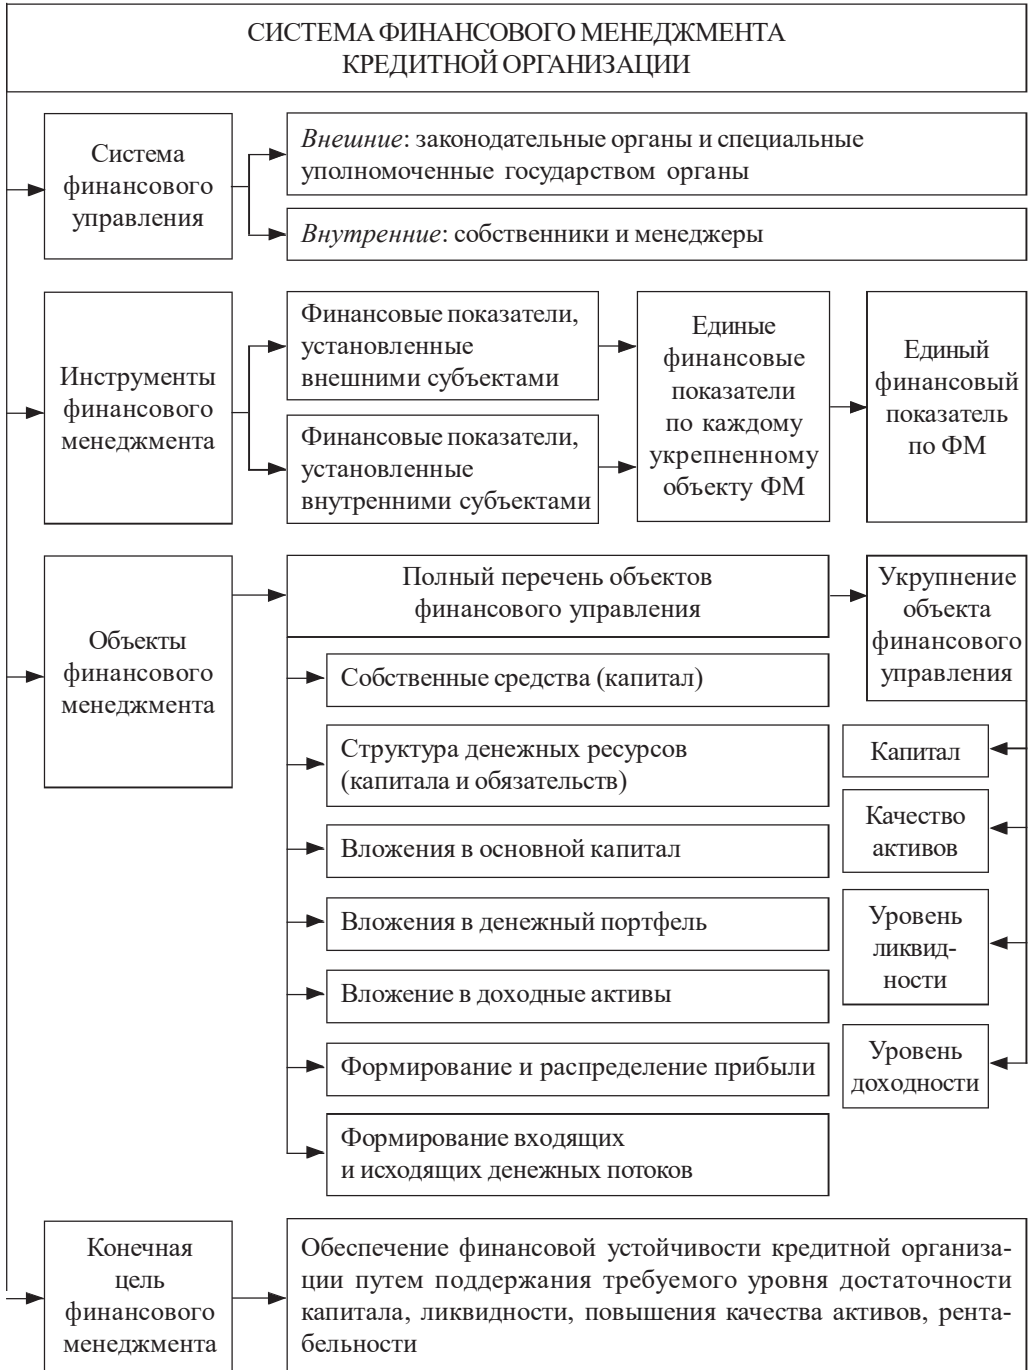 СИСТЕМА ФИНАНСОВОГО МЕНЕДЖМЕНТА
КРЕДИТНОЙ ОРГАНИЗАЦИИ
Система
финансового
управления
Внешние: законодательные органы и специальные
уполномоченные государством органы
Внутренние: собственники и менеджеры
Инструменты
финансового
менеджмента
Финансовые показатели,
установленные
внешними субъектами
Финансовые показатели,
установленные
внутренними субъектами
Единые
финансовые
показатели
по каждому
укрепненному
объекту ФМ
Единый
финансовый
показатель
по ФМ
Объекты
финансового
менеджмента
Полный перечень объектов
финансового управления
Собственные средства (капитал)
Структура денежных ресурсов
(капитала и обязательств)
Вложения в основной капитал
Вложения в денежный портфель
Вложение в доходные активы
Формирование и распределение прибыли
Формирование входящих
и исходящих денежных потоков
Укрупнение
объекта
финансового
управления
Капитал
Качество
активов
Уровень
ликвид-
ности
Уровень
доходности
Конечная
цель
финансового
менеджмента
Обеспечение финансовой устойчивости кредитной организа-
ции путем поддержания требуемого уровня достаточности
капитала, ликвидности, повышения качества активов, рента-
бельности